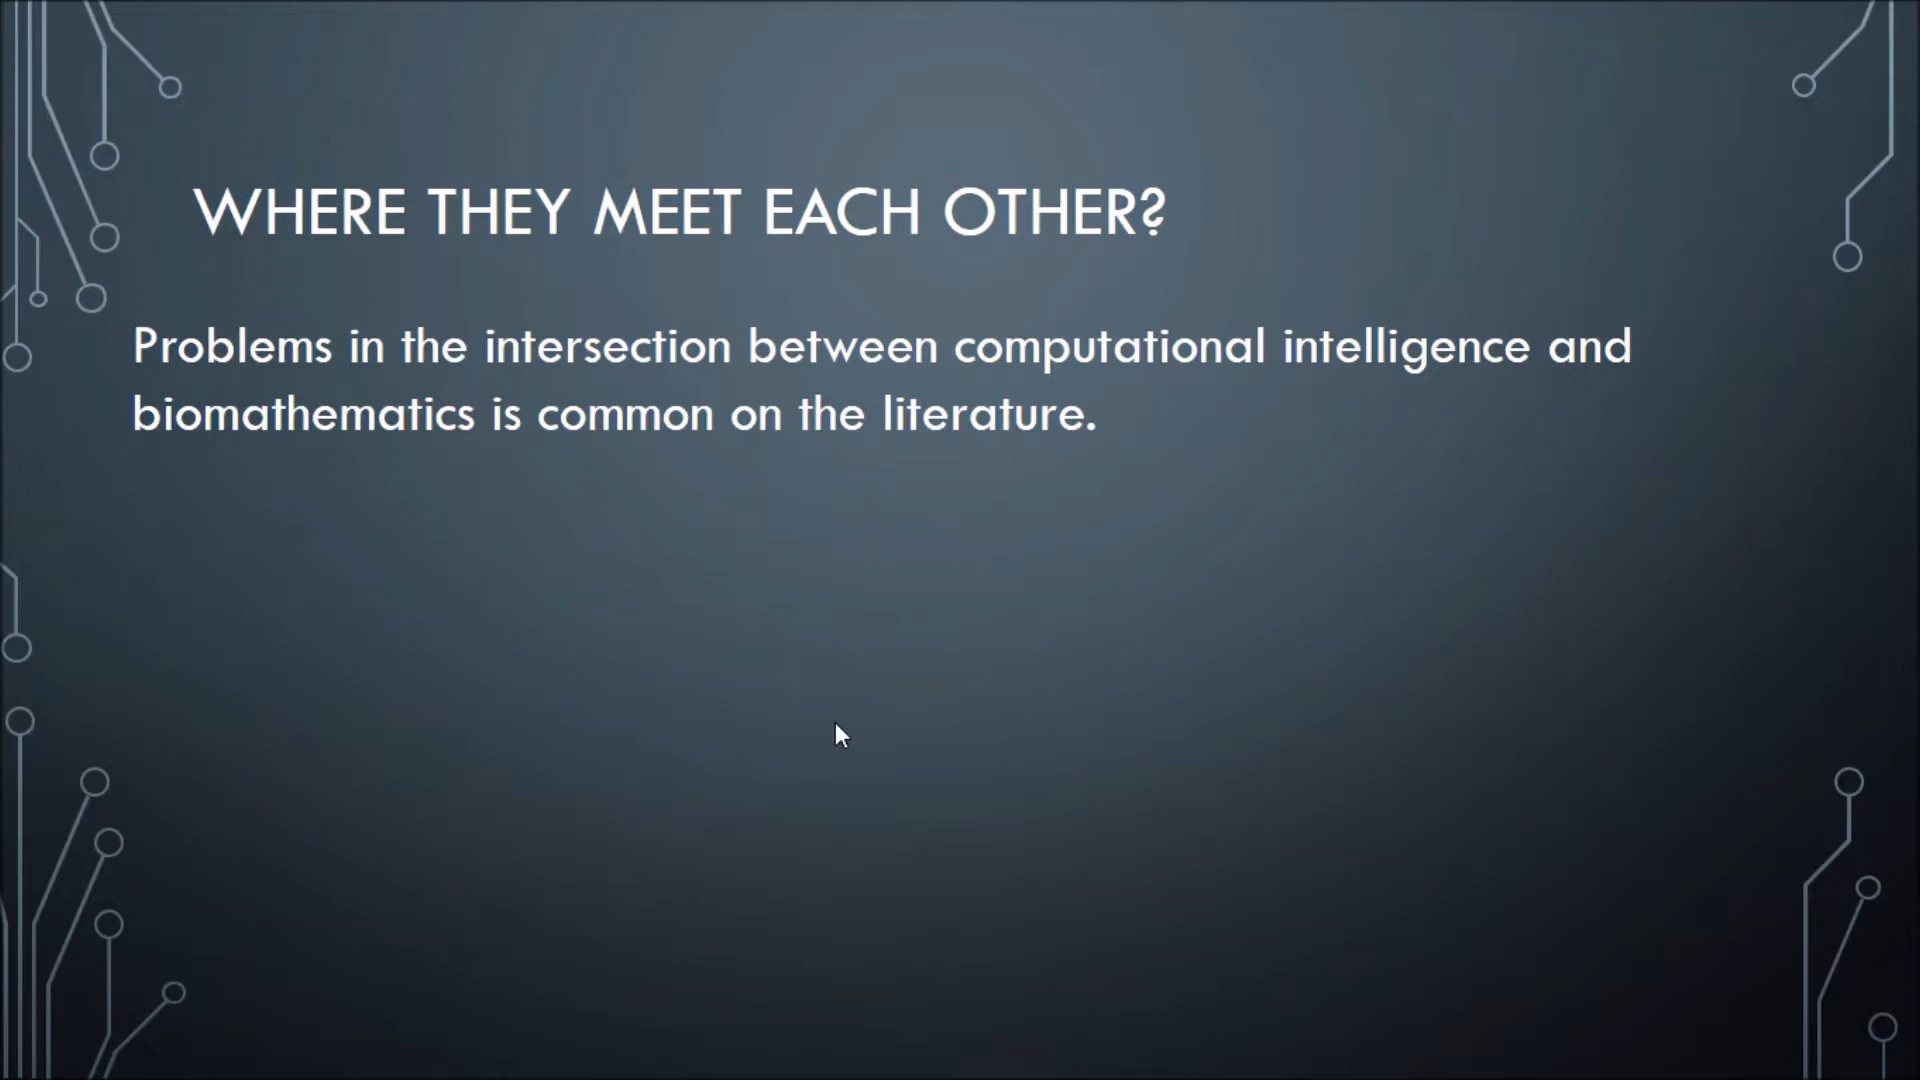 WHERE THEY MEET EACH OTHER?
Problems in the intersection between computational intelligence and
biomathematics is common on the literature.